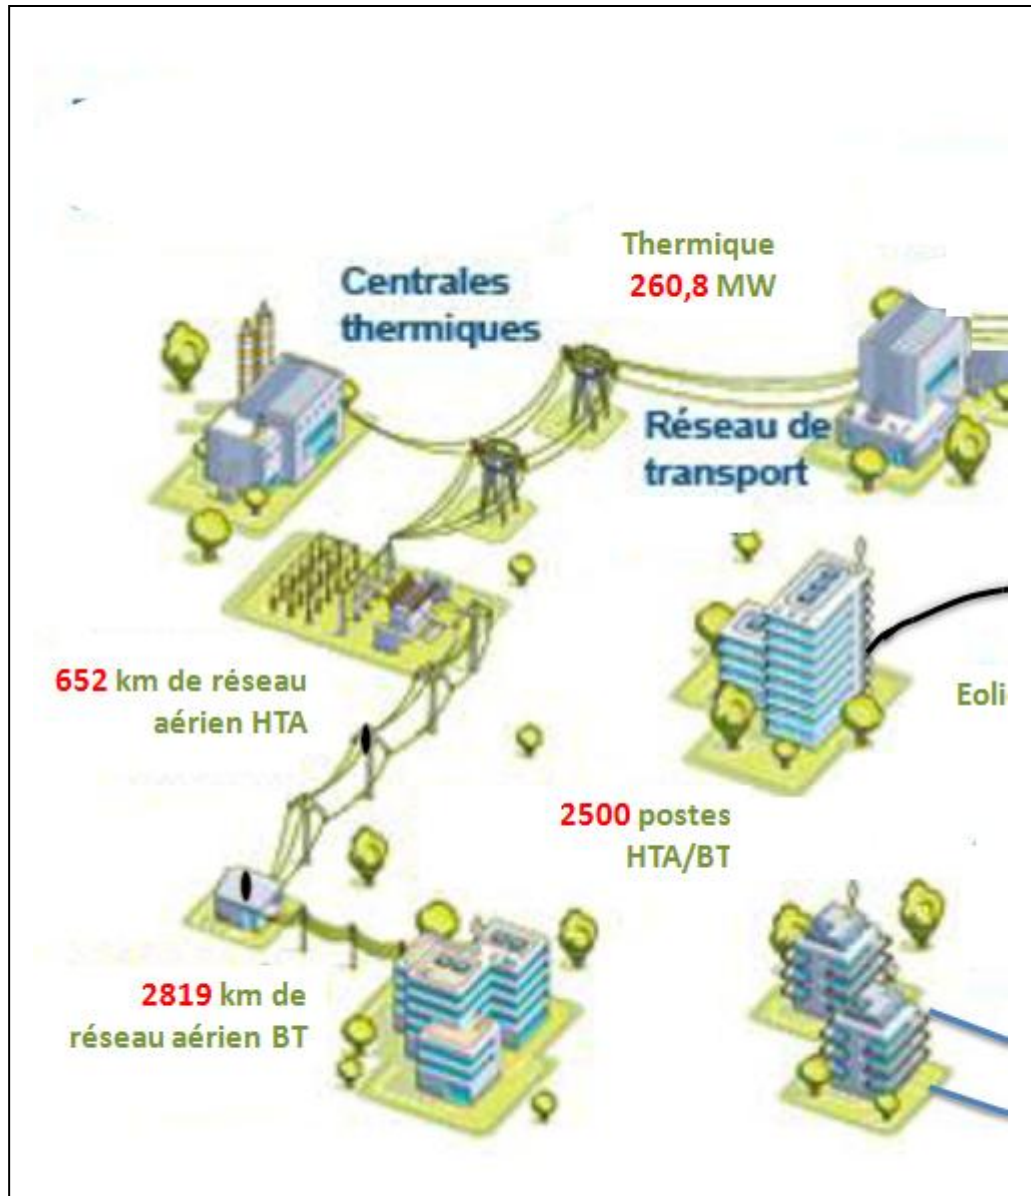 Thermique
260,8 MW
Centrales
thermiques
Réseau de
transport
652 km de réseau
aérien HTA
Eoli
2500 postes
HTA/BT
2819 km de
réseau aérien BT